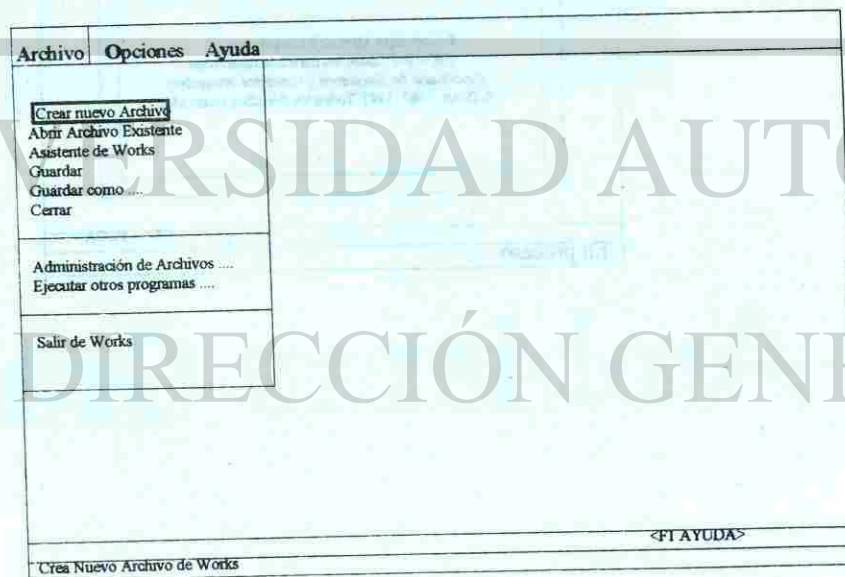 Archivo Opciones Ayuda
Crear nuevo Archivo
Abrir Archivo Existente
Asistente de Works
Guardar
Guardar como ....
Cerrar
Administración de Archivos ....
Ejecutar otros programas ....
Salir de Works
VERSIDAD AUTO
DIRECCIÓN GENE
<F1 AYUDA>
Crea Nuevo Archivo de Works